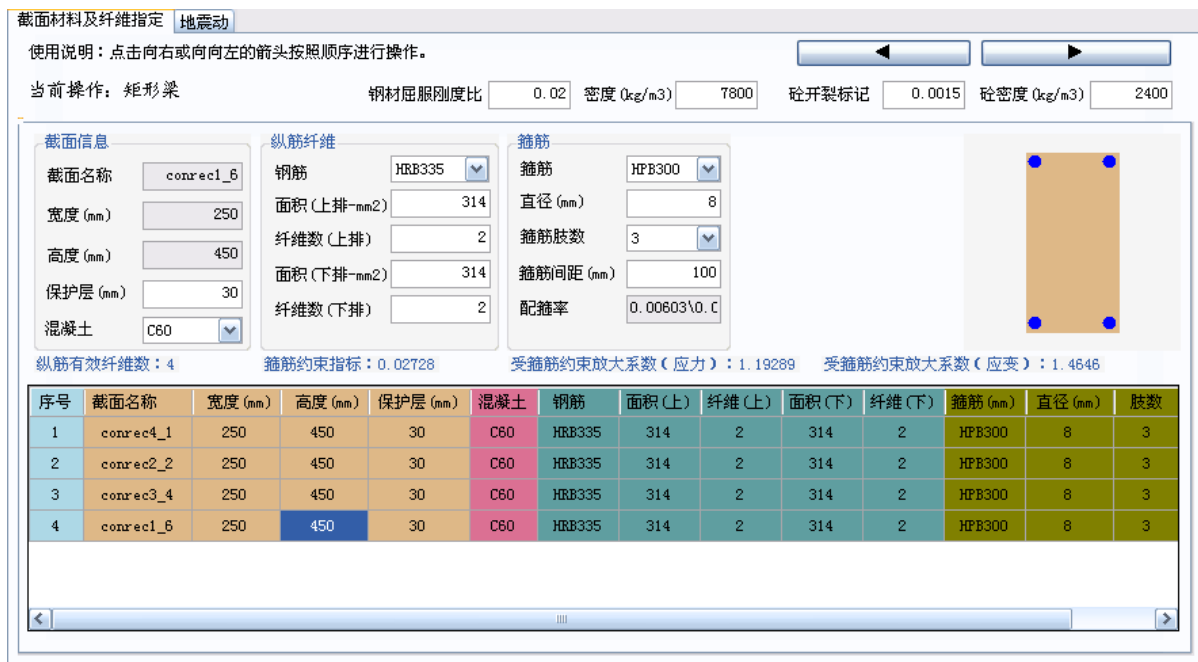 截面材料及纤维指定 地震动
使用说明：点击向右或向向左的箭头按照顺序进行操作。
当前操作：矩形梁 钢材屈服刚度比 0.02 密度(kg/m3) 7800 砼开裂标记 0.0015 砼密度(kg/m3) 2400
截面信息 纵筋纤维 箍筋
截面名称 conrec1_6 钢筋 HRB335 箍筋 HPB300
宽度(mm) 250 面积(上排-mm2) 314 直径(mm) 8
高度(mm) 450 纤维数(上排) 2 箍筋肢数 3
保护层(mm) 30 面积(下排-mm2) 314 箍筋间距(mm) 100
混凝土 C60 纤维数(下排) 2 配箍率 0.00603\0.
纵筋有效纤维数：4 箍筋约束指标：0.02728 受箍筋约束放大系数(应力)：1.19289 受箍筋约束放大系数(应变)：1.4646
序号 截面名称 宽度(mm) 高度(mm) 保护层(mm) 混凝土 钢筋 面积(上) 纤维(上) 面积(下) 纤维(下) 箍筋(mm) 直径(mm) 肢数
1 conrec4_1 250 450 30 C60 HRB335 314 2 314 2 HPB300 8 3
2 conrec2_2 250 450 30 C60 HRB335 314 2 314 2 HPB300 8 3
3 conrec3_4 250 450 30 C60 HRB335 314 2 314 2 HPB300 8 3
4 conrec1_6 250 450 30 C60 HRB335 314 2 314 2 HPB300 8 3